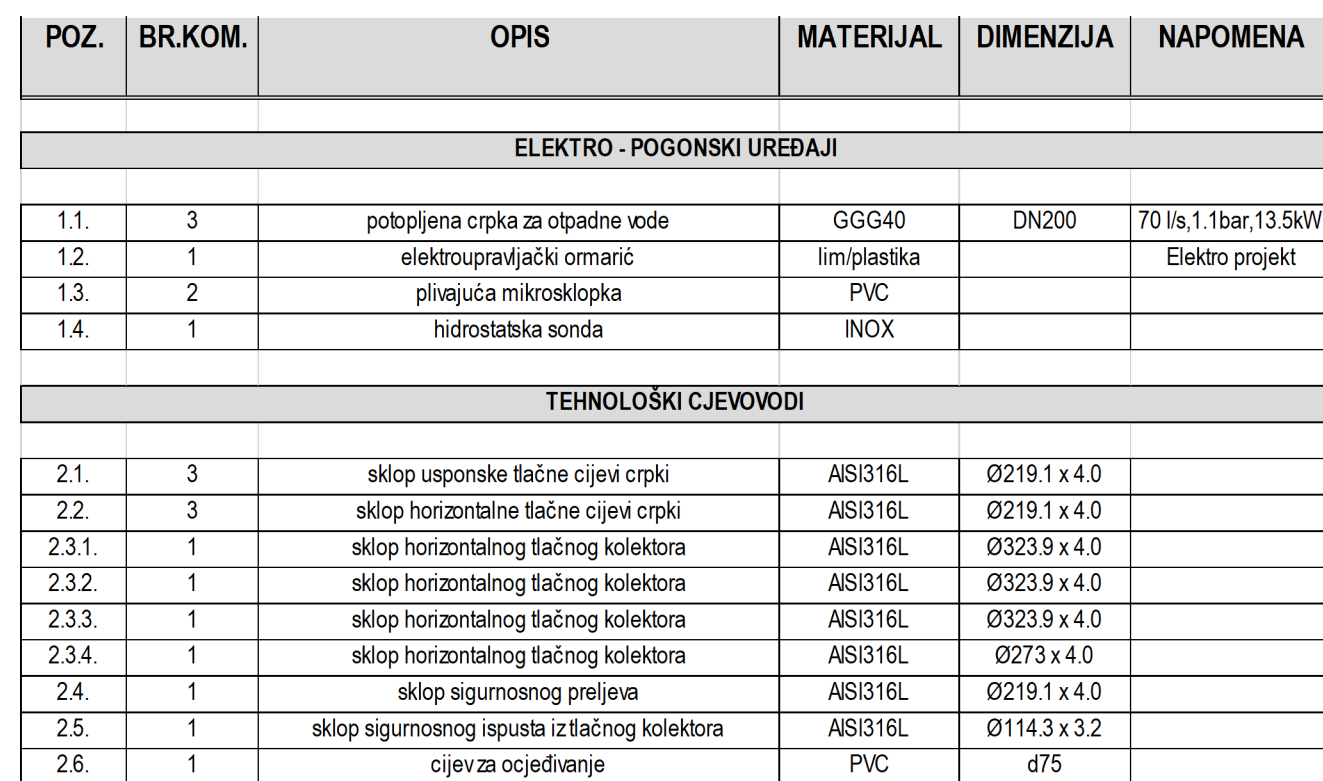 POZ. BR.KOM. OPIS MATERIJAL DIMENZIJA NAPOMENA
ELEKTRO - POGONSKI UREĐAJI
1.1. 3 potopljena crpka za otpadne vode GGG40 DN200 70 l/s,1.1bar,13.5kW
1.2. 1 elektroupravljački ormarić lim/plastika Elektro projekt
1.3. 2 plivajuća mikrosklopka PVC
1.4. 1 hidrostatska sonda INOX
TEHNOLOŠKI CJEVOVODI
2.1. 3 sklop usponske tlačne cijevi crpki AISI316L Ø219.1 x 4.0
2.2. 3 sklop horizontalne tlačne cijevi crpki AISI316L Ø219.1 x 4.0
2.3.1. 1 sklop horizontalnog tlačnog kolektora AISI316L Ø323.9 x 4.0
2.3.2. 1 sklop horizontalnog tlačnog kolektora AISI316L Ø323.9 x 4.0
2.3.3. 1 sklop horizontalnog tlačnog kolektora AISI316L Ø323.9 x 4.0
2.3.4. 1 sklop horizontalnog tlačnog kolektora AISI316L Ø273 x 4.0
2.4. 1 sklop sigurnosnog preljeva AISI316L Ø219.1 x 4.0
2.5. 1 sklop sigurnosnog ispusta iz tlačnog kolektora AISI316L Ø114.3 x 3.2
2.6. 1 cijev za ocjeđivanje PVC d75